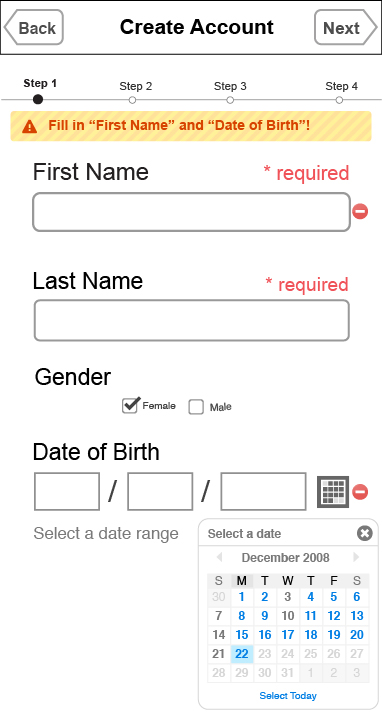 Back
Create Account
Next
Step 1
Step 2
Step 3
Step 4
Fill in “First Name” and “Date of Birth”!
First Name
* required
Last Name
* required
Gender
Female
Male
Date of Birth
/ /
Select a date range
Select a date
December 2008
S M T W T F S
30 1 2 3 4 5 6
7 8 9 10 11 12 13
14 15 16 17 18 19 20
21 22 23 24 25 26 27
28 29 30 31 1 2 3
Select Today